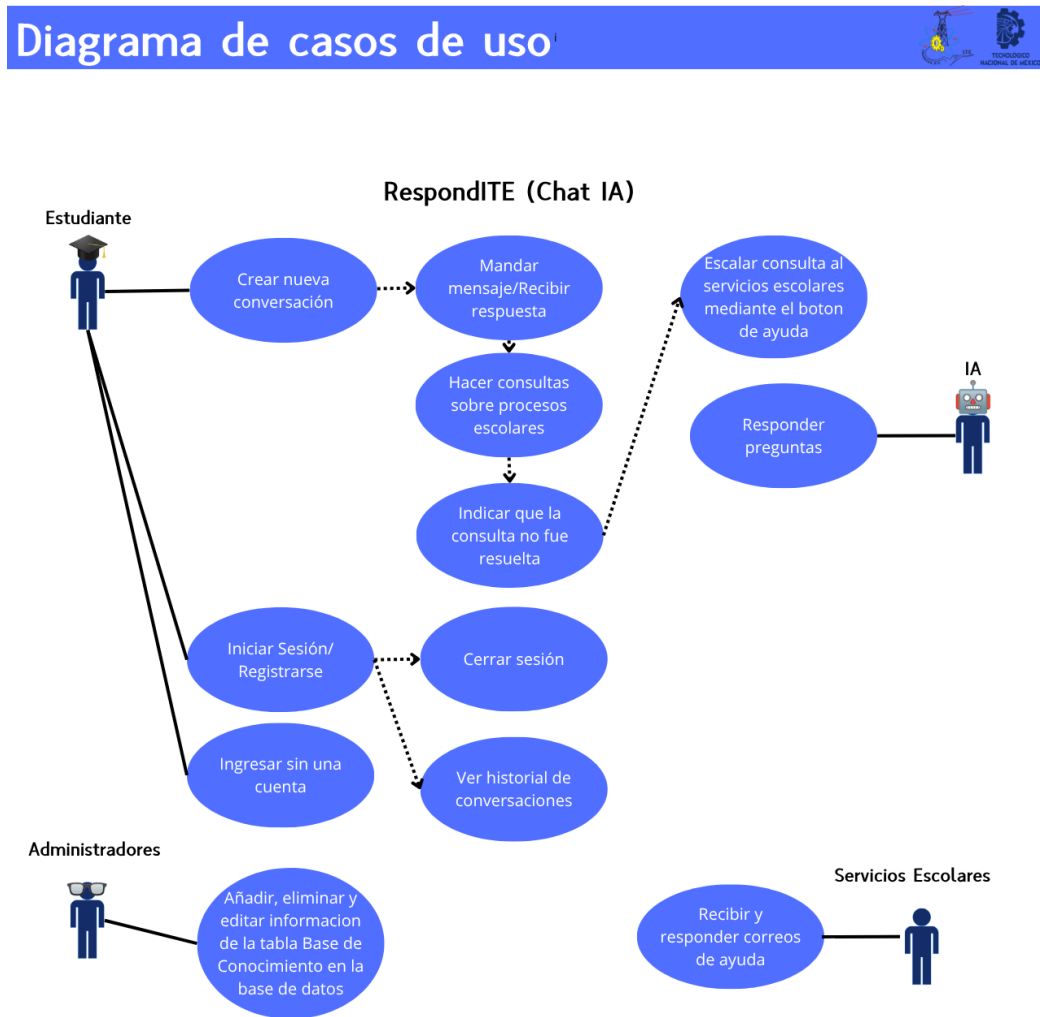 Diagrama de casos de uso
TECNOLÓGICO
NACIONAL DE MÉXICO
RespondITE (Chat IA)
Estudiante
Crear nueva
conversación
Mandar
mensaje/Recibir
respuesta
Escalar consulta al
servicios escolares
mediante el boton
de ayuda
Hacer consultas
sobre procesos
escolares
IA
Responder
preguntas
Indicar que la
consulta no fue
resuelta
Iniciar Sesión/
Registrarse
Cerrar sesión
Ingresar sin una
cuenta
Ver historial de
conversaciones
Administradores
Añadir, eliminar y
editar informacion
de la tabla Base de
Conocimiento en la
base de datos
Servicios Escolares
Recibir y
responder correos
de ayuda